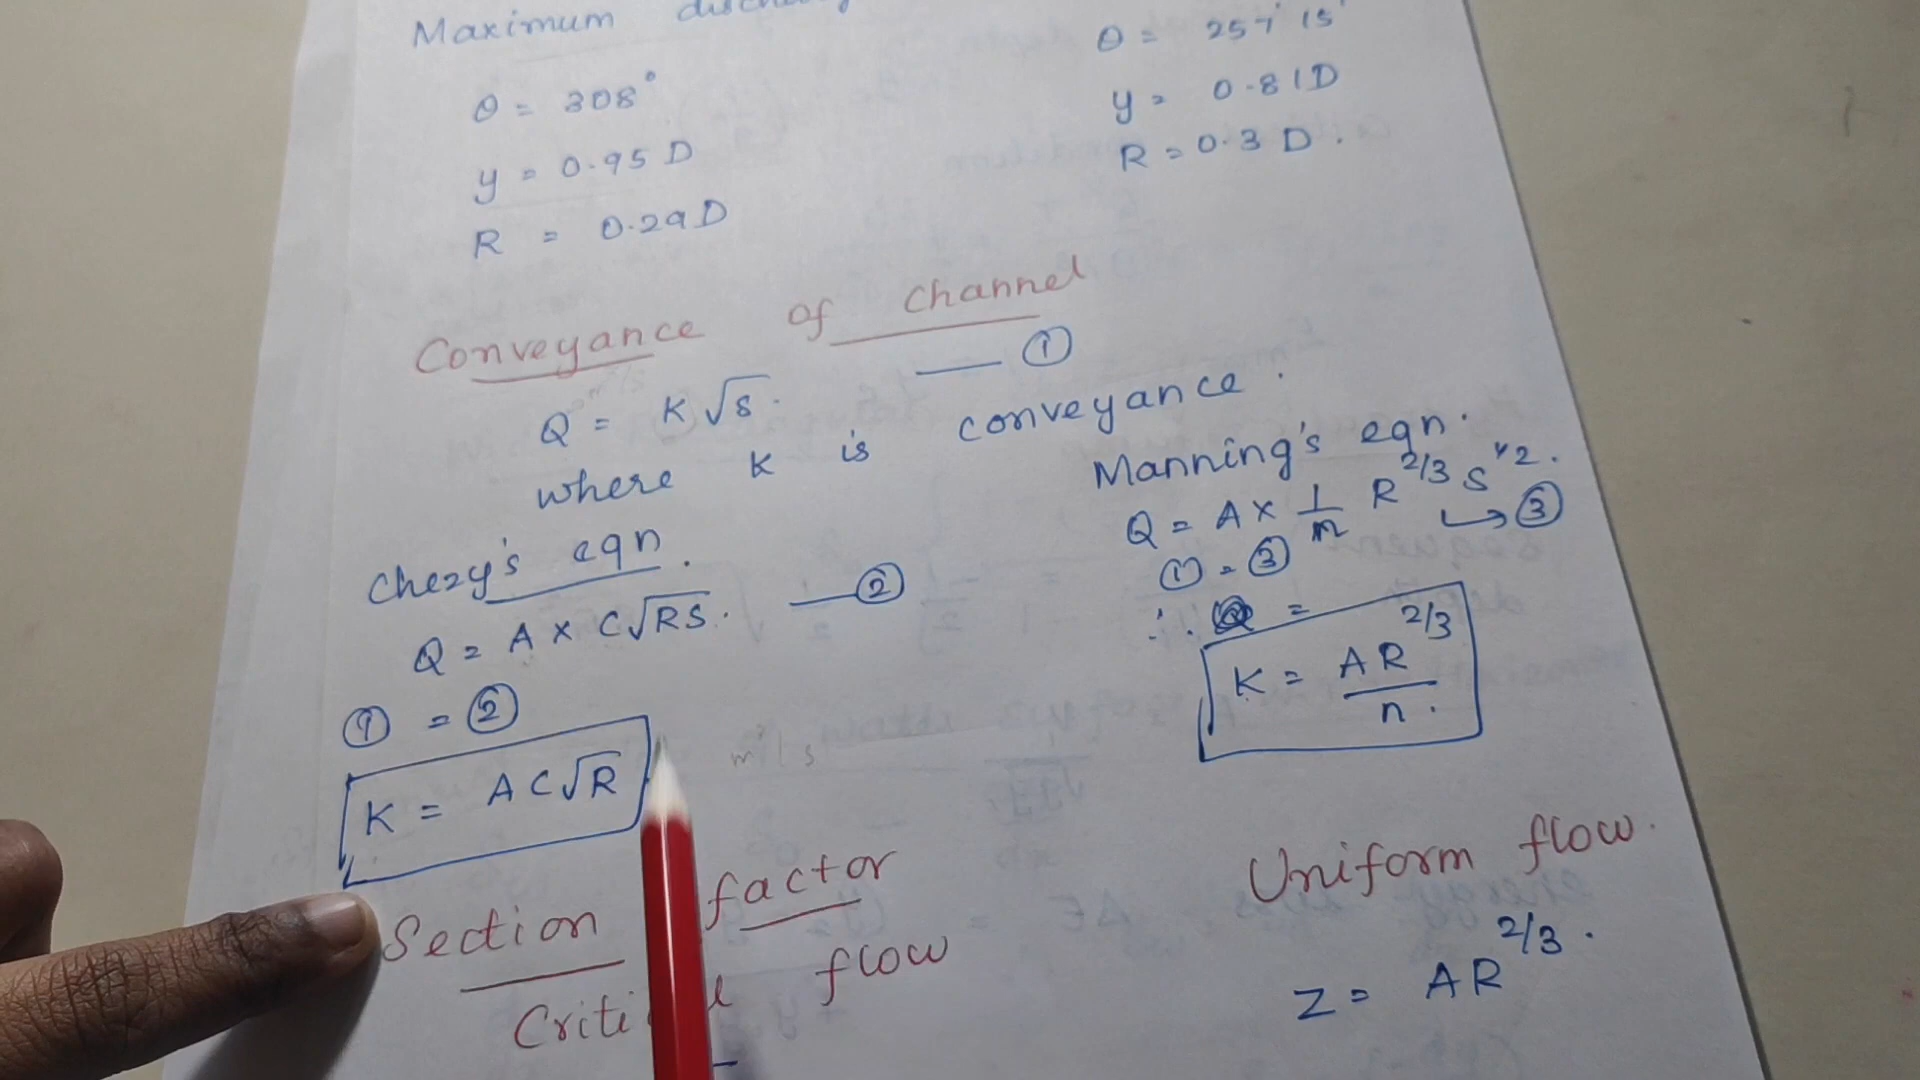 Maximum
θ = 308°
y = 0.95 D
R = 0.29D
θ = 257° 15'
y = 0.81D
R = 0.3 D.
Conveyance of channel
Q = K√S. ①
where K is conveyance.
Chezy's eqn.
Q = A × C√RS. ②
① = ②
K = AC√R
m³/s
Manning's eqn.
Q = A × 1/n R^2/3 S^1/2.
↳ ③
① = ③
∴ =
K = AR^2/3 / n.
Section factor
flow
Uniform flow.
Z = AR^2/3.